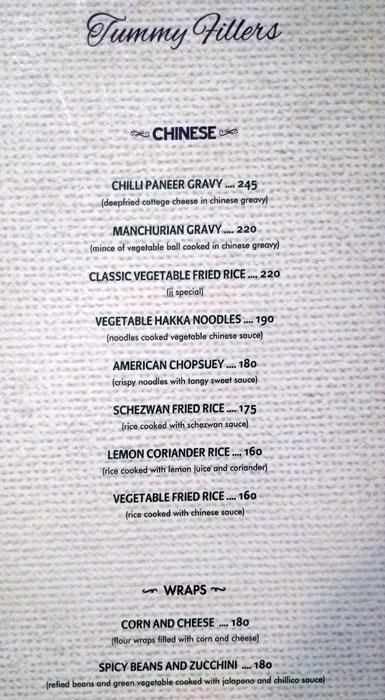 Tummy Fillers
CHINESE
CHILLI PANEER GRAVY .... 245
(deepfried cottege cheese in chinese greavy)
MANCHURIAN GRAVY .... 220
(mince of vegetable ball cooked in chinese greavy)
CLASSIC VEGETABLE FRIED RICE .... 220
(jj special)
VEGETABLE HAKKA NOODLES .... 190
(noodles cooked vegetable chinese sauce)
AMERICAN CHOPSUEY .... 180
(crispy noodles with tangy sweet sauce)
SCHEZWAN FRIED RICE .... 175
(rice cooked with schezwan sauce)
LEMON CORIANDER RICE .... 160
(rice cooked with lemon juice and coriander)
VEGETABLE FRIED RICE .... 160
(rice cooked with chinese sauce)
WRAPS
CORN AND CHEESE .... 180
(flour wraps filled with corn and cheese)
SPICY BEANS AND ZUCCHINI .... 180
(refied beans and green vegetable cooked with jalapeno and chillico sauce)